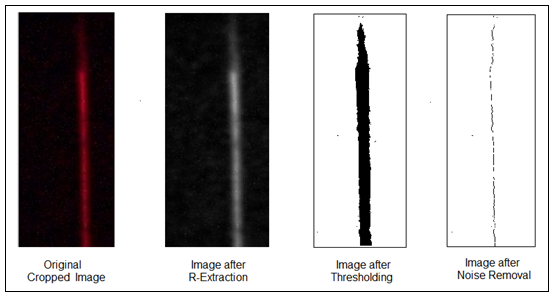 Original
Cropped Image
Image after
R-Extraction
Image after
Thresholding
Image after
Noise Removal